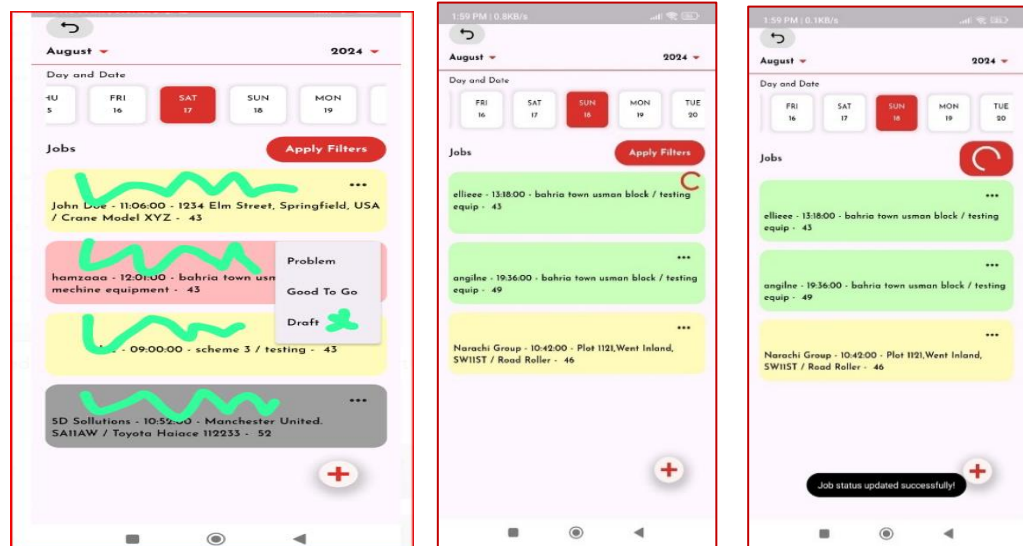 August 2024
Day and Date
HU FRI SAT SUN MON
5 16 17 18 19
Jobs Apply Filters
John Doe - 11:06:00 - 1234 Elm Street, Springfield, USA
/ Crane Model XYZ - 43
hamzaaa - 12:01:00 - bahria town usm
mechine equipment - 43
Problem
Good To Go
Draft
- 09:00:00 - scheme 3 / testing - 43
SD Sollutions - 10:52:00 - Manchester United.
SA11AW / Toyota Haiace 112233 - 52
1:59 PM | 0.8KB/s
August 2024
Day and Date
FRI SAT SUN MON TUE
16 17 18 19 20
Jobs Apply Filters
ellieee - 13:18:00 - bahria town usman block / testing
equip - 43
angilne - 19:36:00 - bahria town usman block / testing
equip - 49
Narachi Group - 10:42:00 - Plot 1121,Went Inland,
SW11ST / Road Roller - 46
1:59 PM | 0.1KB/s
August 2024
Day and Date
FRI SAT SUN MON TUE
16 17 18 19 20
Jobs
ellieee - 13:18:00 - bahria town usman block / testing
equip - 43
angilne - 19:36:00 - bahria town usman block / testing
equip - 49
Narachi Group - 10:42:00 - Plot 1121,Went Inland,
SW11ST / Road Roller - 46
Job status updated successfully!